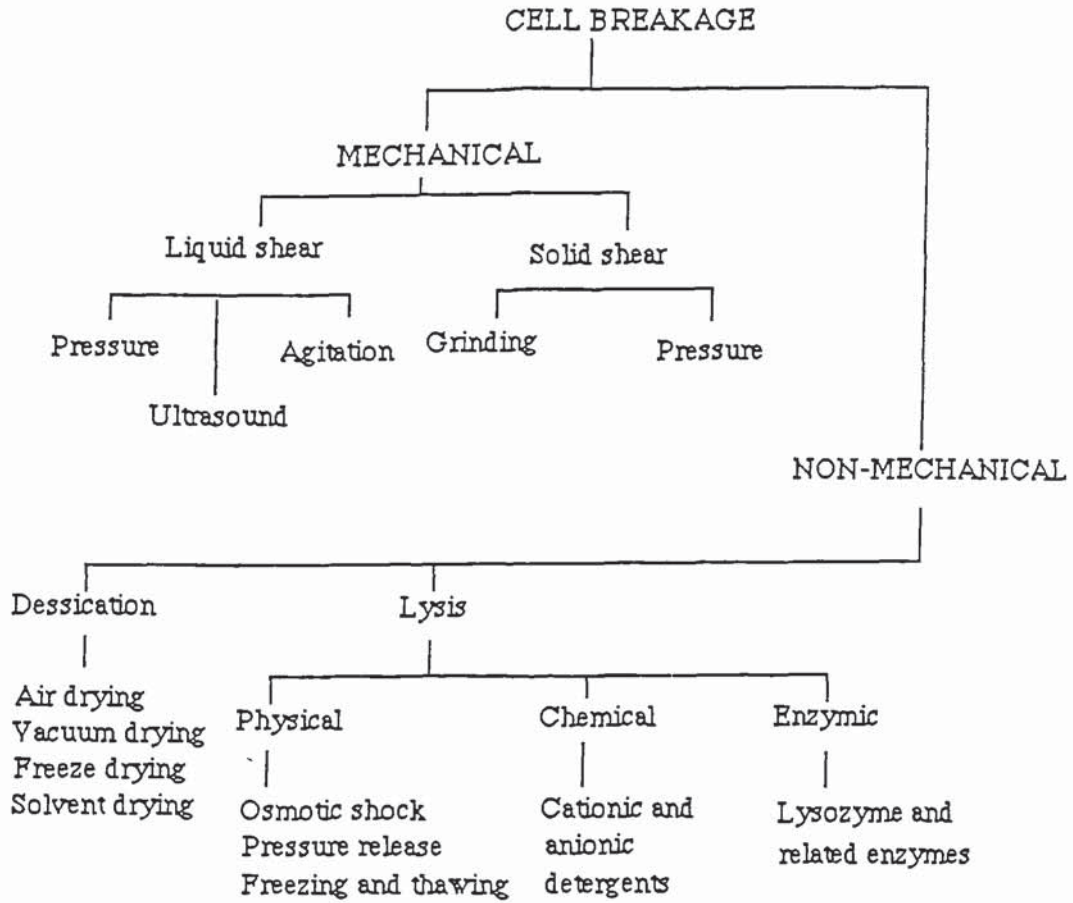 CELL BREAKAGE
MECHANICAL
Liquid shear
Solid shear
Pressure
Ultrasound
Agitation
Grinding
Pressure
NON-MECHANICAL
Dessication
Air drying
Vacuum drying
Freeze drying
Solvent drying
Lysis
Physical
Osmotic shock
Pressure release
Freezing and thawing
Chemical
Cationic and
anionic
detergents
Enzymic
Lysozyme and
related enzymes